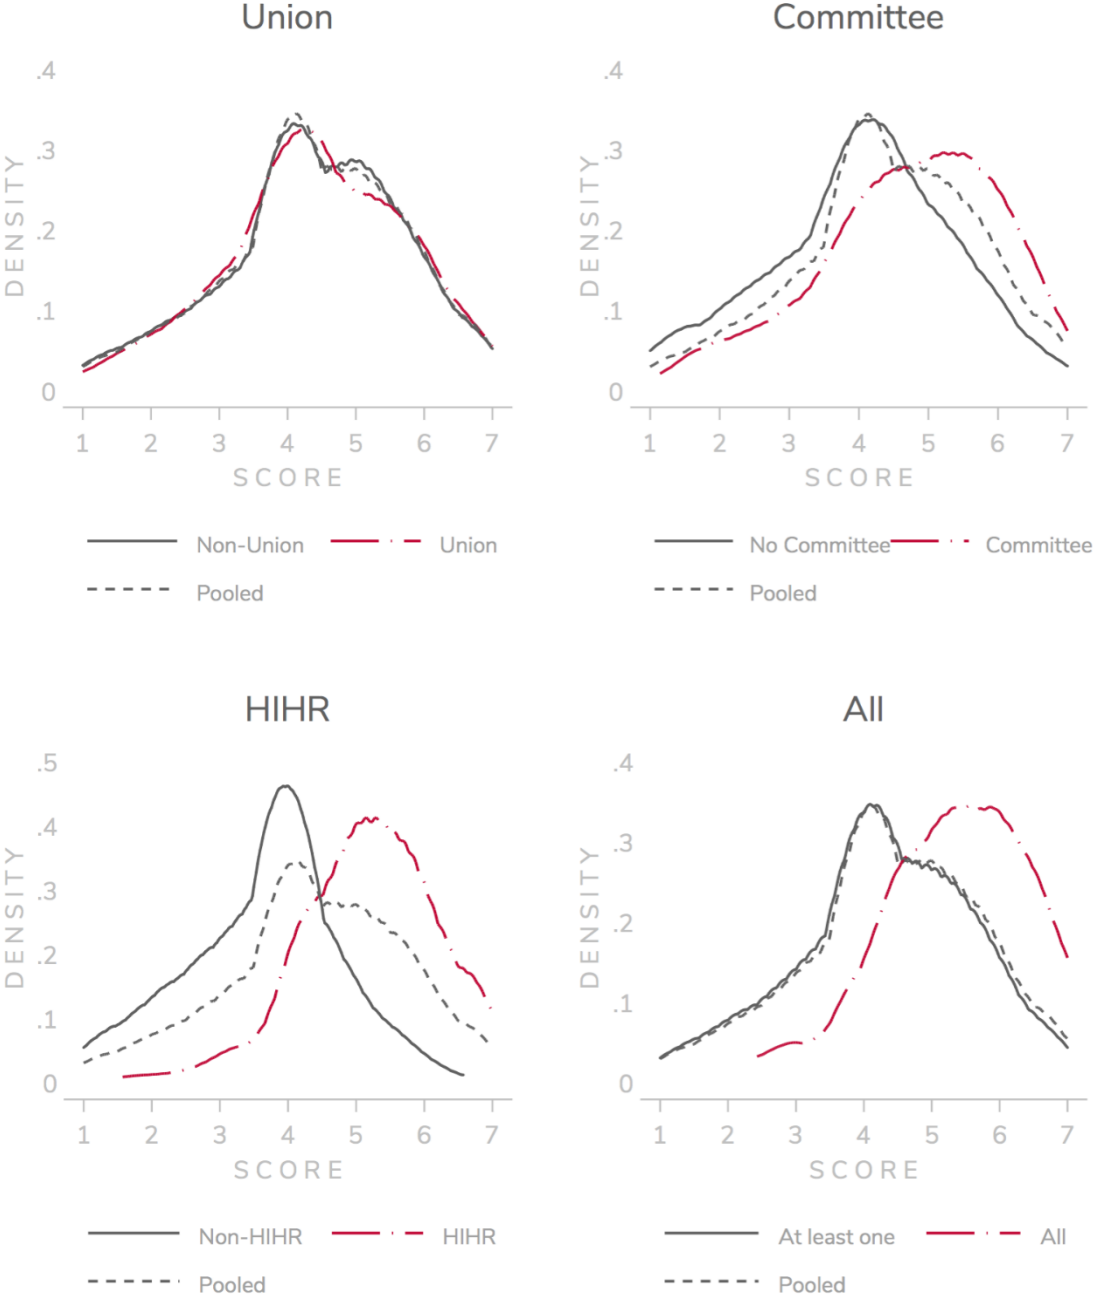 Union
.4
.3
.2
.1
0
DENSITY
1 2 3 4 5 6 7
SCORE
Non-Union Union
Pooled
Committee
.4
.3
.2
.1
0
DENSITY
1 2 3 4 5 6 7
SCORE
No Committee Committee
Pooled
HIHR
.5
.4
.3
.2
.1
0
DENSITY
1 2 3 4 5 6 7
SCORE
Non-HIHR HIHR
Pooled
All
.4
.3
.2
.1
0
DENSITY
1 2 3 4 5 6 7
SCORE
At least one All
Pooled